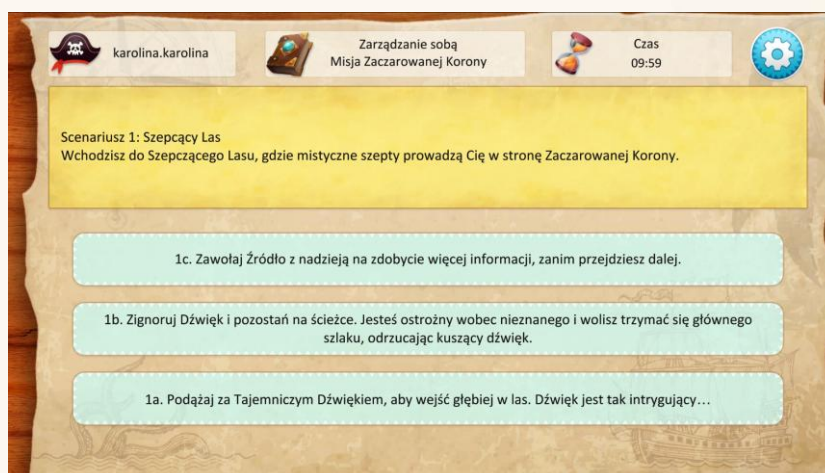 karolina.karolina
Zarządzanie sobą
Misja Zaczarowanej Korony
Czas
09:59
Scenariusz 1: Szepcący Las
Wchodzisz do Szepczącego Lasu, gdzie mistyczne szepty prowadzą Cię w stronę Zaczarowanej Korony.
1c. Zawołaj Źródło z nadzieją na zdobycie więcej informacji, zanim przejdziesz dalej.
1b. Zignoruj Dźwięk i pozostań na ścieżce. Jesteś ostrożny wobec nieznanego i wolisz trzymać się głównego
szlaku, odrzucając kuszący dźwięk.
1a. Podążaj za Tajemniczym Dźwiękiem, aby wejść głębiej w las. Dźwięk jest tak intrygujący…